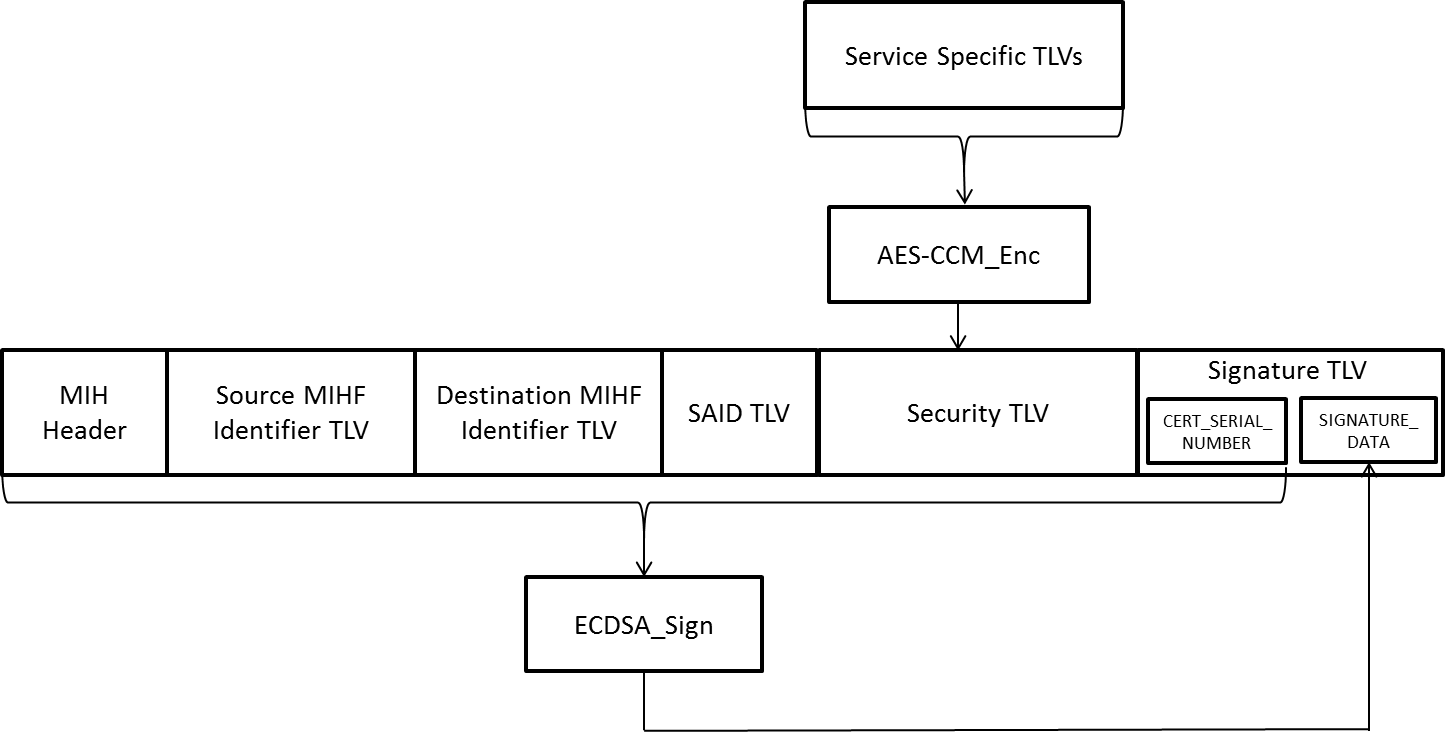 Service Specific TLVs
AES-CCM_Enc
MIH
Header
Source MIHF
Identifier TLV
Destination MIHF
Identifier TLV
SAID TLV
Security TLV
Signature TLV
CERT_SERIAL_
NUMBER
SIGNATURE_
DATA
ECDSA_Sign